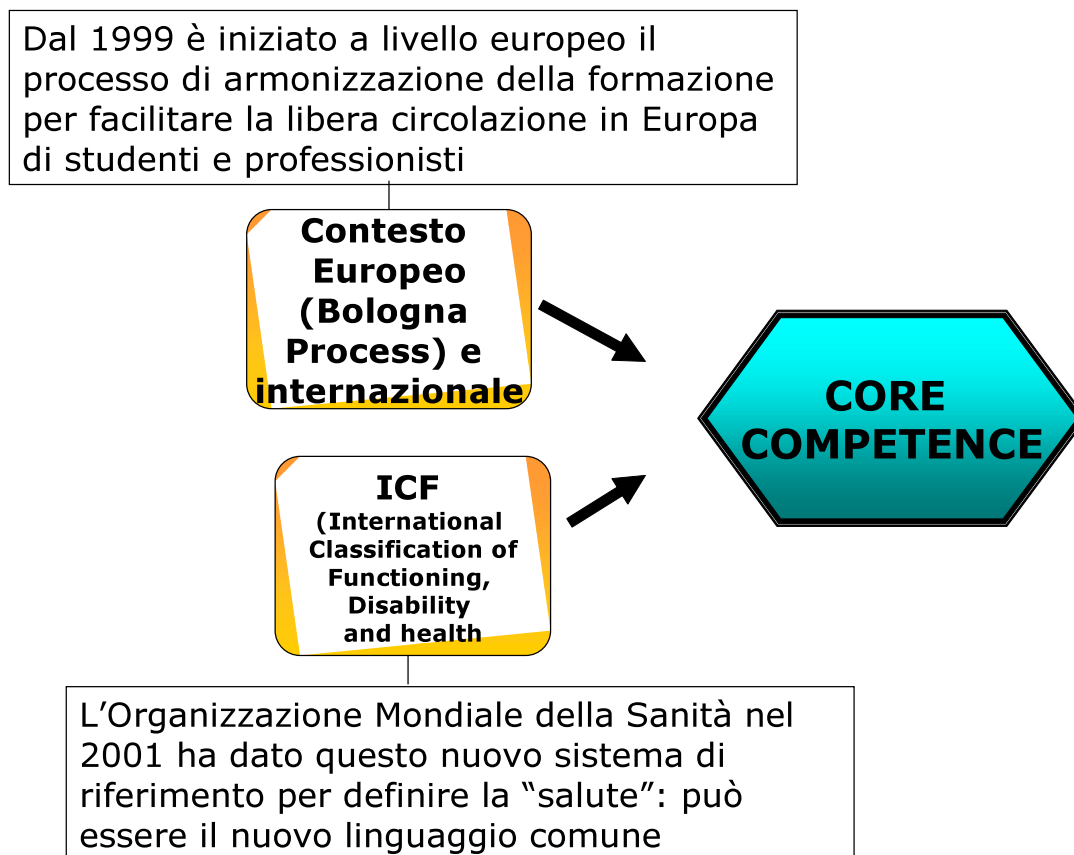 Dal 1999 è iniziato a livello europeo il
processo di armonizzazione della formazione
per facilitare la libera circolazione in Europa
di studenti e professionisti
Contesto
Europeo
(Bologna
Process) e
internazionale
CORE
COMPETENCE
ICF
(International
Classification of
Functioning,
Disability
and health
L’Organizzazione Mondiale della Sanità nel
2001 ha dato questo nuovo sistema di
riferimento per definire la “salute”: può
essere il nuovo linguaggio comune